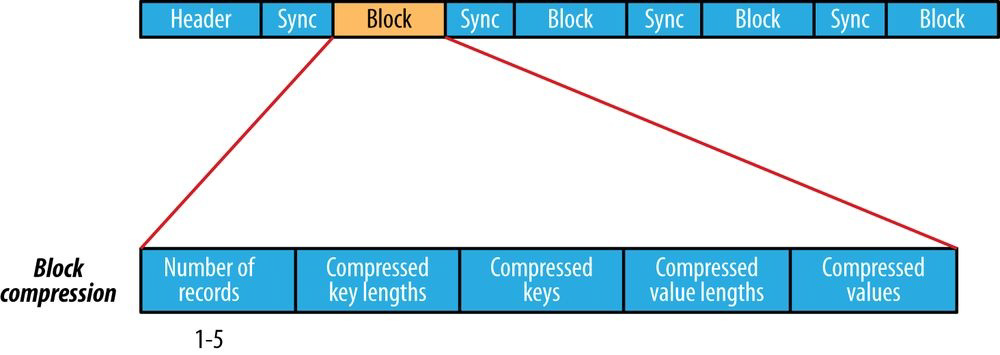 Header Sync Block Sync Block Sync Block Sync Block
Block
compression
Number of
records
Compressed
key lengths
Compressed
keys
Compressed
value lengths
Compressed
values
1-5